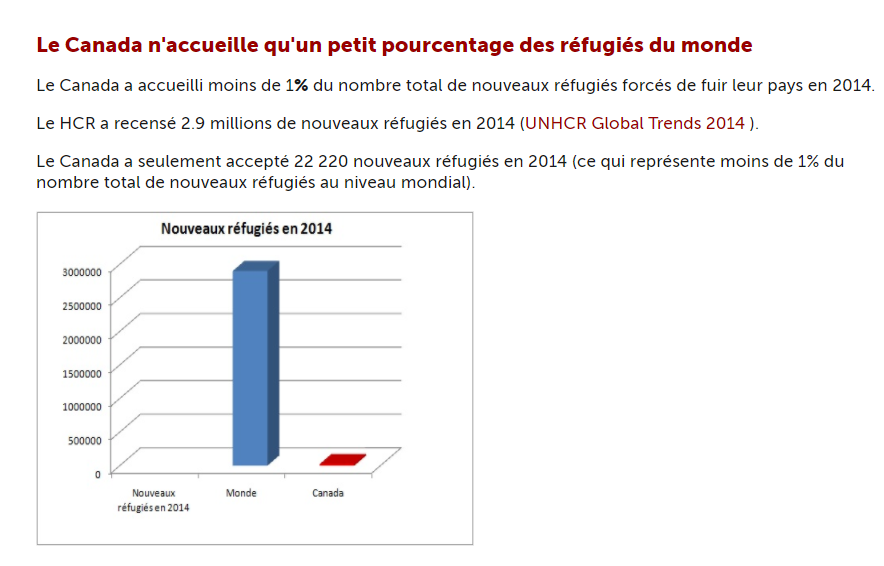 Le Canada n'accueille qu'un petit pourcentage des réfugiés du monde
Le Canada a accueilli moins de 1% du nombre total de nouveaux réfugiés forcés de fuir leur pays en 2014.
Le HCR a recensé 2.9 millions de nouveaux réfugiés en 2014 (UNHCR Global Trends 2014 ).
Le Canada a seulement accepté 22 220 nouveaux réfugiés en 2014 (ce qui représente moins de 1% du
nombre total de nouveaux réfugiés au niveau mondial).
Nouveaux réfugiés en 2014
3000000
2500000
2000000
1500000
1000000
500000
0
Nouveaux
réfugiés en 2014
Monde
Canada